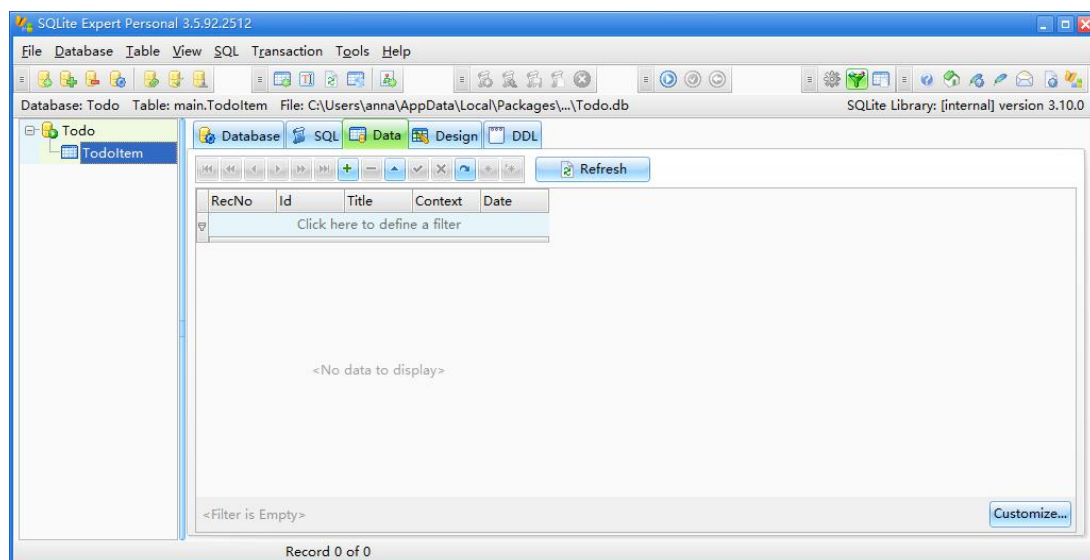 SQLite Expert Personal 3.5.92.2512
File Database Table View SQL Transaction Tools Help
Database: Todo Table: main.TodoItem File: C:\Users\anna\AppData\Local\Packages\...\Todo.db SQLite Library: [internal] version 3.10.0
Todo
TodoItem
Database SQL Data Design DDL
Refresh
RecNo Id Title Context Date
Click here to define a filter
<No data to display>
<Filter is Empty>
Customize...
Record 0 of 0